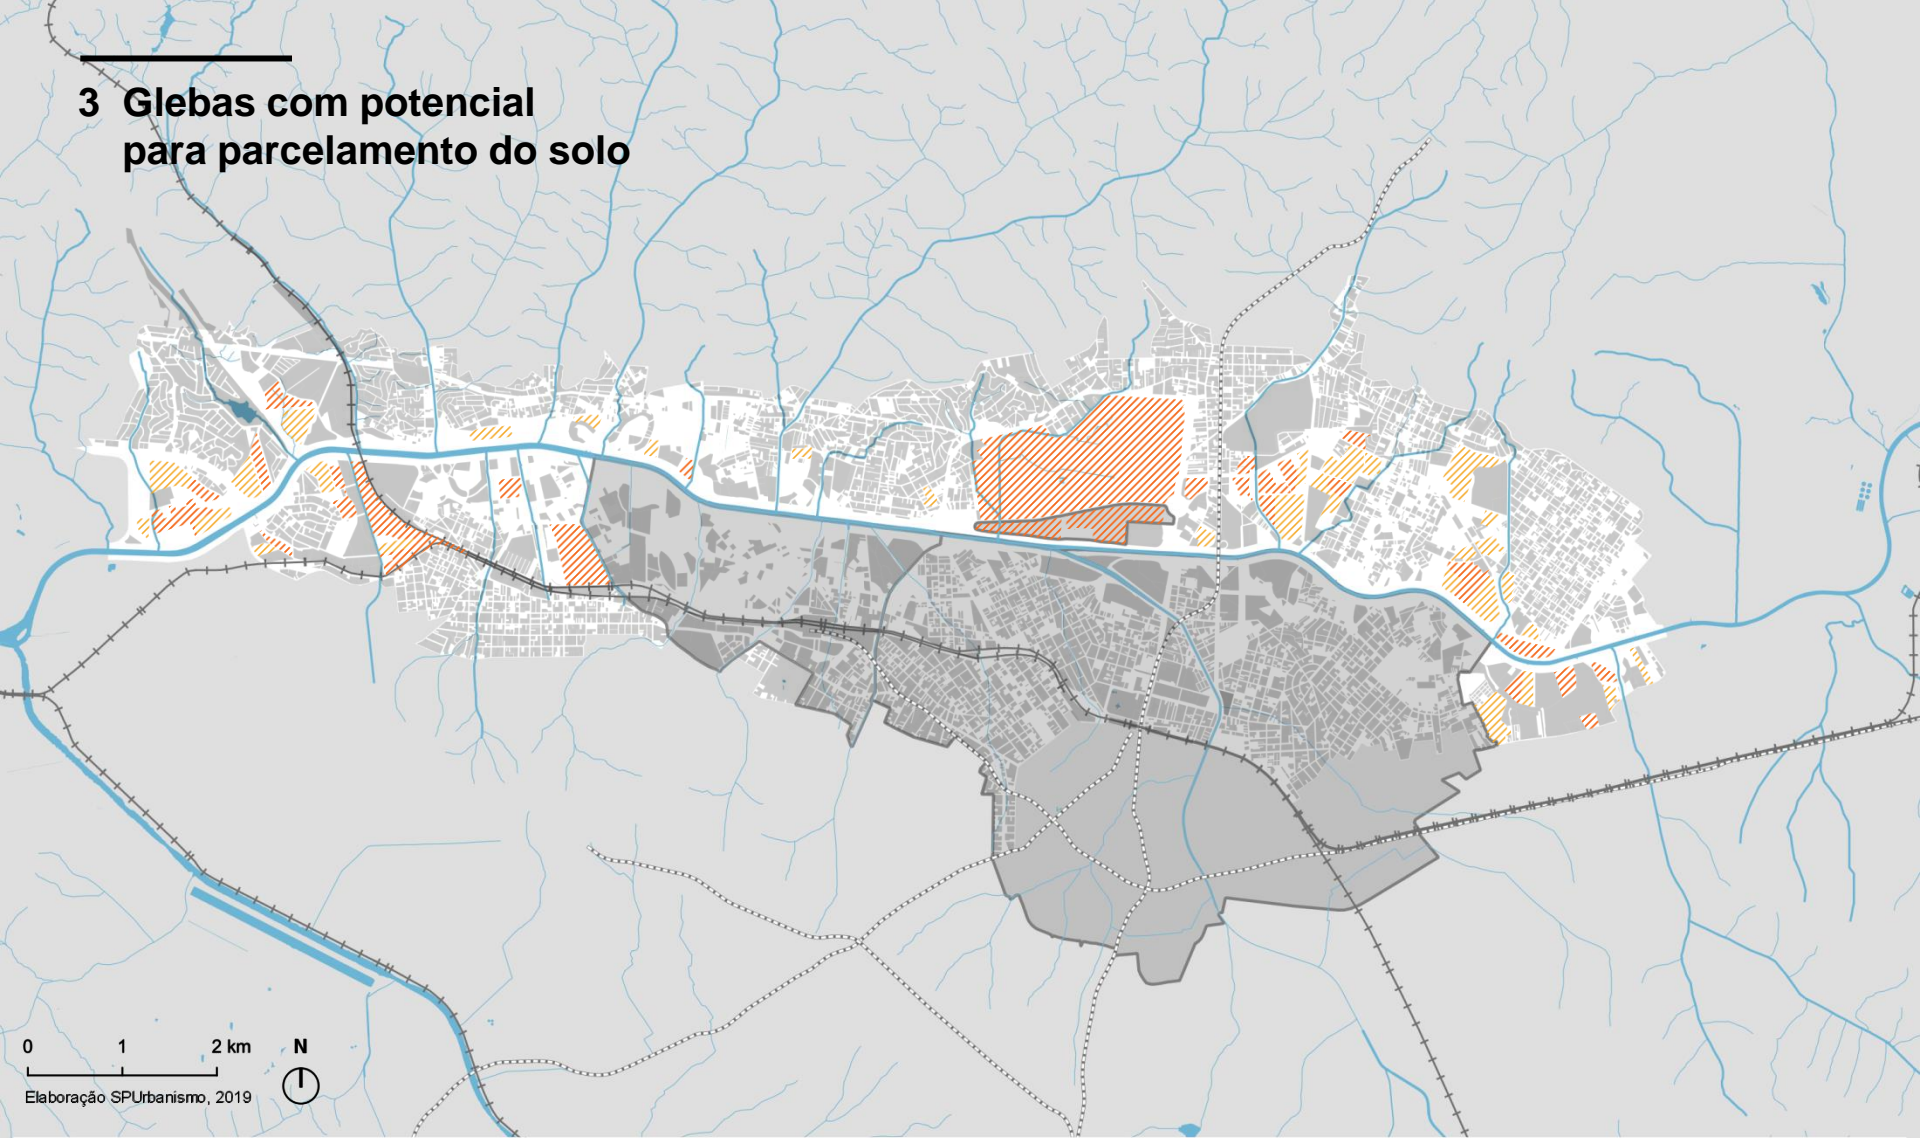 3 Glebas com potencial
para parcelamento do solo
0 1 2 km N
Elaboração SPUrbanismo, 2019